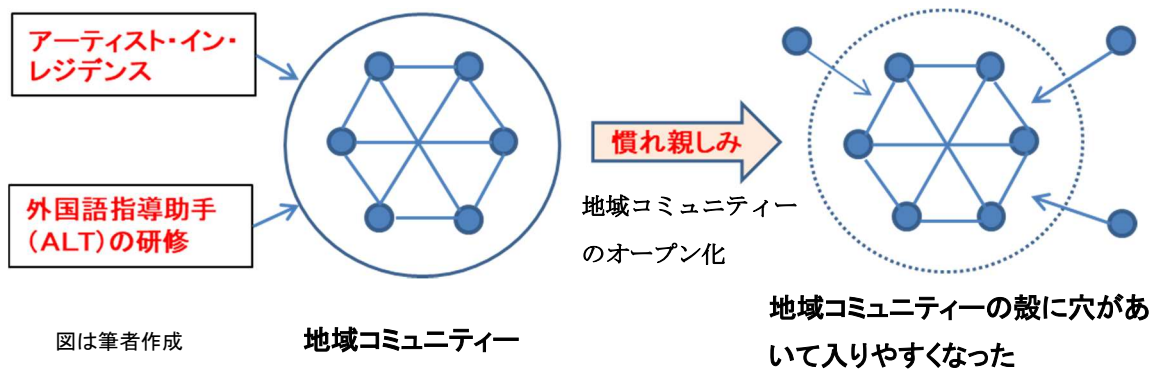 アーティスト・イン・
レジデンス
外国語指導助手
（ALT）の研修
図は筆者作成
地域コミュニティー
慣れ親しみ
地域コミュニティー
のオープン化
地域コミュニティーの殻に穴があ
いて入りやすくなった